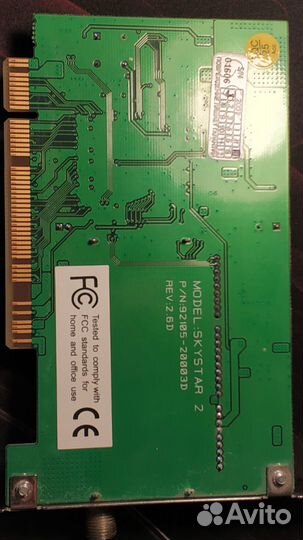 MODEL:SKYSTAR 2
P/N:92105-20003D
REV:2.6D
FC
Tested to comply with
FCC standards for
home and office use
CE
S/N
Avito